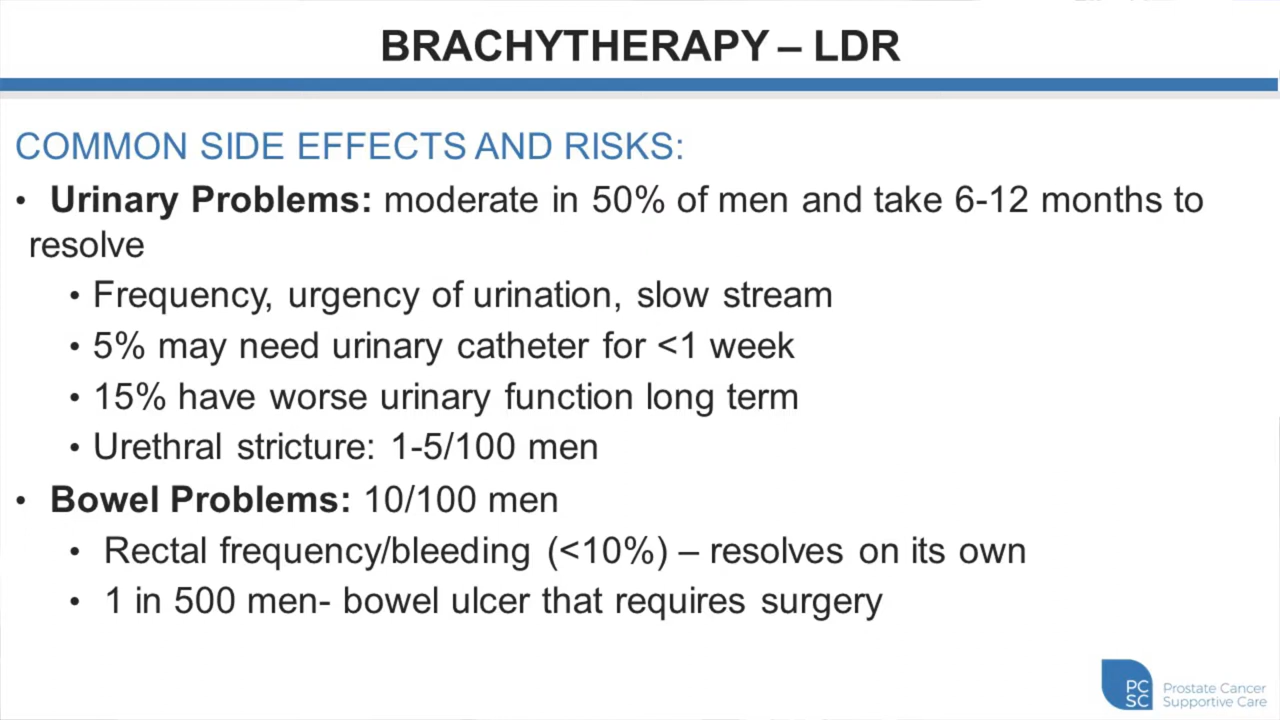 BRACHYTHERAPY – LDR
COMMON SIDE EFFECTS AND RISKS:
• Urinary Problems: moderate in 50% of men and take 6-12 months to
resolve
• Frequency, urgency of urination, slow stream
• 5% may need urinary catheter for <1 week
• 15% have worse urinary function long term
• Urethral stricture: 1-5/100 men
• Bowel Problems: 10/100 men
• Rectal frequency/bleeding (<10%) – resolves on its own
• 1 in 500 men- bowel ulcer that requires surgery
PC
SC
Prostate Cancer
Supportive Care